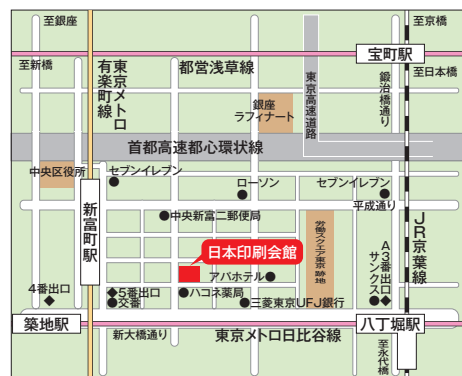 至銀座
至京橋
宝町駅
至新橋
都営浅草線
至日本橋
東京メトロ
有楽町線
東京高速道路
鍛冶橋通り
銀座
ラフィナート
首都高速都心環状線
中央区役所
セブンイレブン
ローソン
セブンイレブン
平成通り
新富町駅
中央新富二郵便局
労働スクエア東京跡地
JR京葉線
日本印刷会館
A3番出口
サンクス
アパホテル
4番出口
5番出口
交番
ハコネ薬局
三菱東京UFJ銀行
築地駅
新大橋通り
東京メトロ日比谷線
八丁堀駅
至永代橋